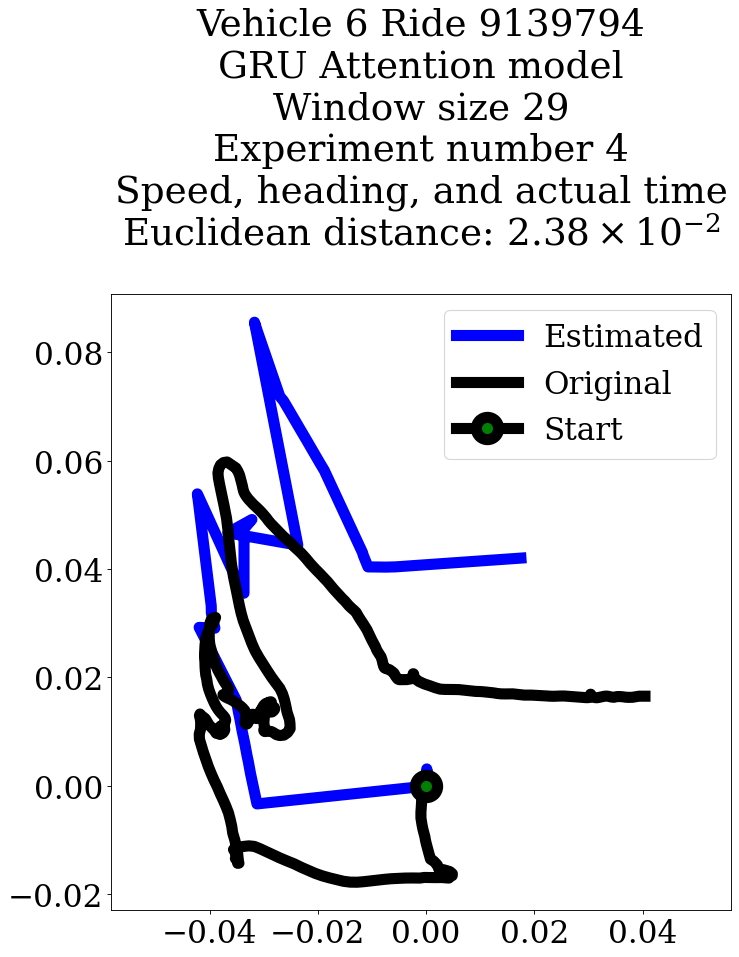 Vehicle 6 Ride 9139794
GRU Attention model
Window size 29
Experiment number 4
Speed, heading, and actual time
Euclidean distance: 2.38 × 10⁻²
Estimated
Original
Start
0.08
0.06
0.04
0.02
0.00
−0.02
−0.04 −0.02 0.00 0.02 0.04